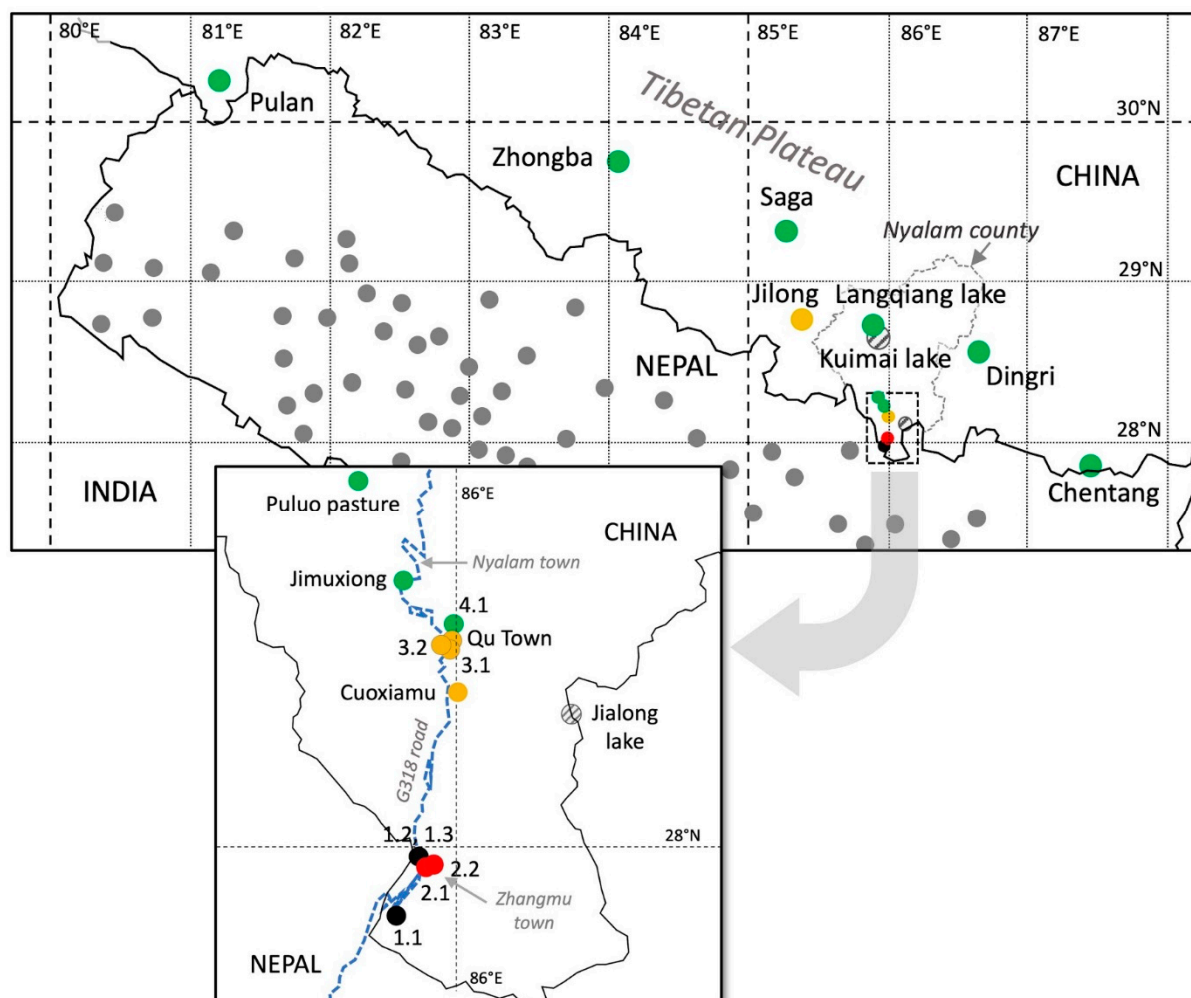 80°E 81°E 82°E 83°E 84°E 85°E 86°E 87°E
Pulan
Tibetan Plateau
30°N
Zhongba
CHINA
Saga
Nyalam county
29°N
Jilong
Langqiang lake
NEPAL
Kuimai lake
Dingri
28°N
INDIA
Chentang
86°E
Puluo pasture
CHINA
Nyalam town
Jimuxiong
4.1
Qu Town
3.2
3.1
Cuoxiamu
Jialong
lake
G318 road
1.2 1.3
28°N
2.2
2.1
Zhangmu
town
1.1
NEPAL
86°E